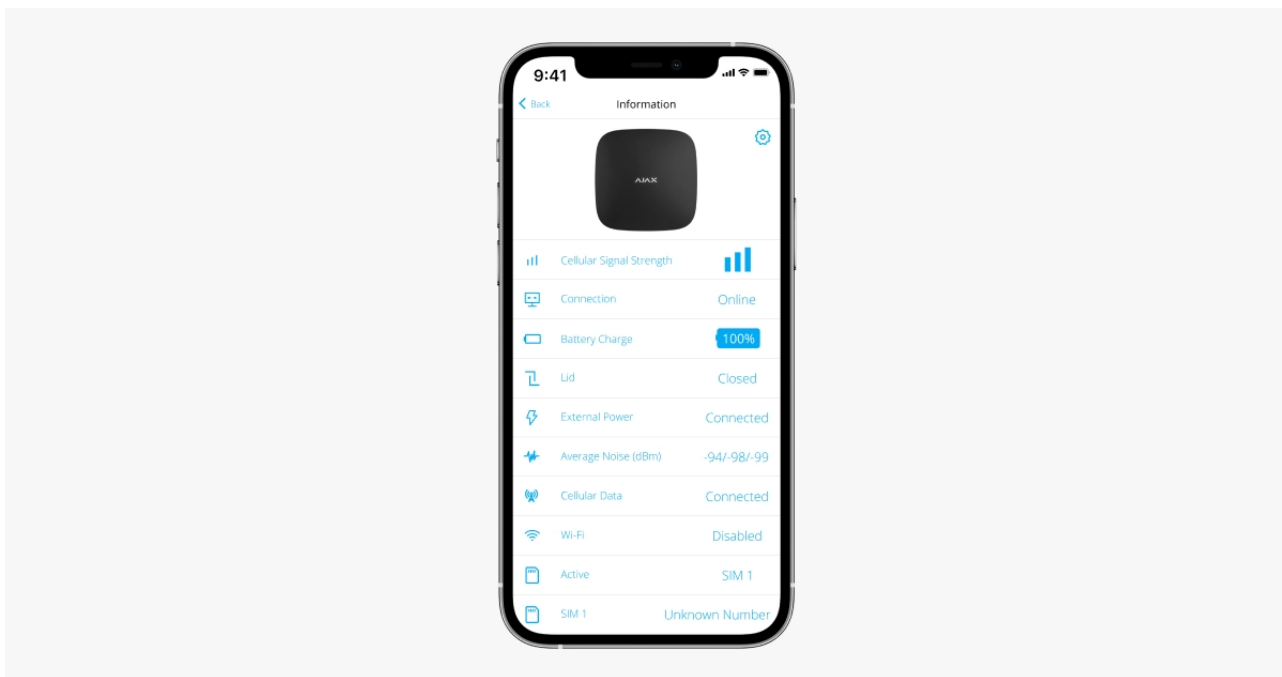 9:41
Back Information
AJAX
Cellular Signal Strength
Connection Online
Battery Charge 100%
Lid Closed
External Power Connected
Average Noise (dBm) -94/-98/-99
Cellular Data Connected
Wi-Fi Disabled
Active SIM 1
SIM 1 Unknown Number